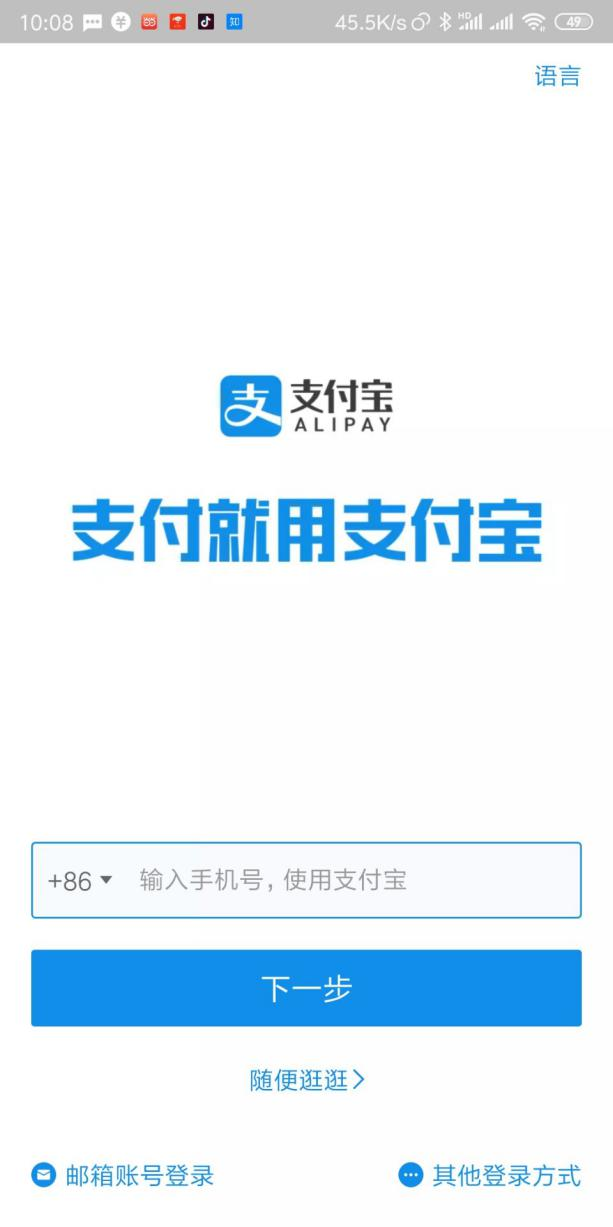 10:08 45.5K/s HD 49
语言
支付宝
ALIPAY
支付就用支付宝
+86 输入手机号，使用支付宝
下一步
随便逛逛
邮箱账号登录 其他登录方式